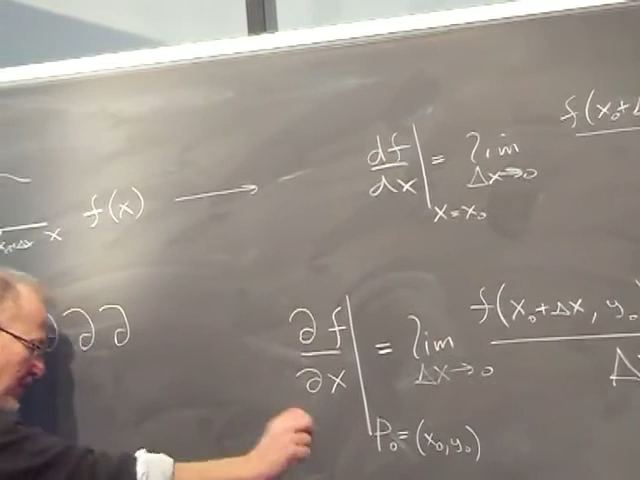 f(x₀+Δ
df/dx | = lim
Δx→0
x = x₀
f(x) →
x
∂ ∂
f(x₀+Δx, y₀
∂f/∂x | = lim
Δx→0
Δ
P₀ = (x₀, y₀)